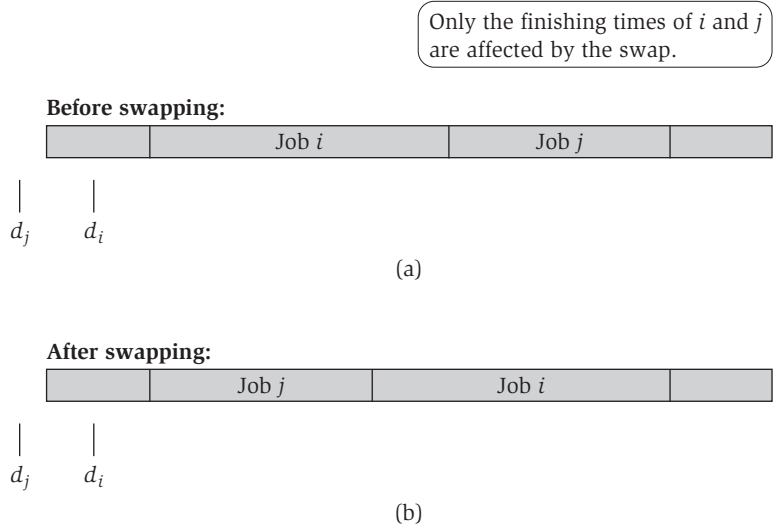 Only the finishing times of i and j
are affected by the swap.
Before swapping:
Job i Job j
d_j d_i
(a)
After swapping:
Job j Job i
d_j d_i
(b)